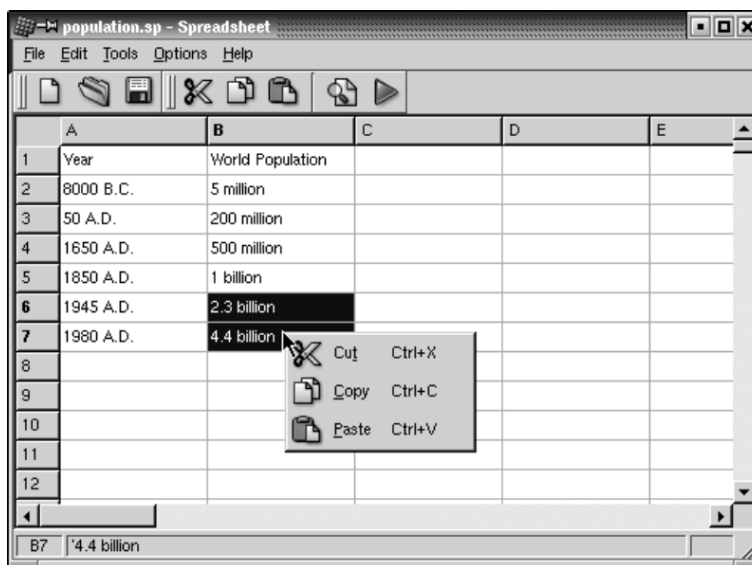 population.sp - Spreadsheet
File Edit Tools Options Help
A B C D E
1 Year World Population
2 8000 B.C. 5 million
3 50 A.D. 200 million
4 1650 A.D. 500 million
5 1850 A.D. 1 billion
6 1945 A.D. 2.3 billion
7 1980 A.D. 4.4 billion
Cut Ctrl+X
8
9 Copy Ctrl+C
10 Paste Ctrl+V
11
12
B7 '4.4 billion